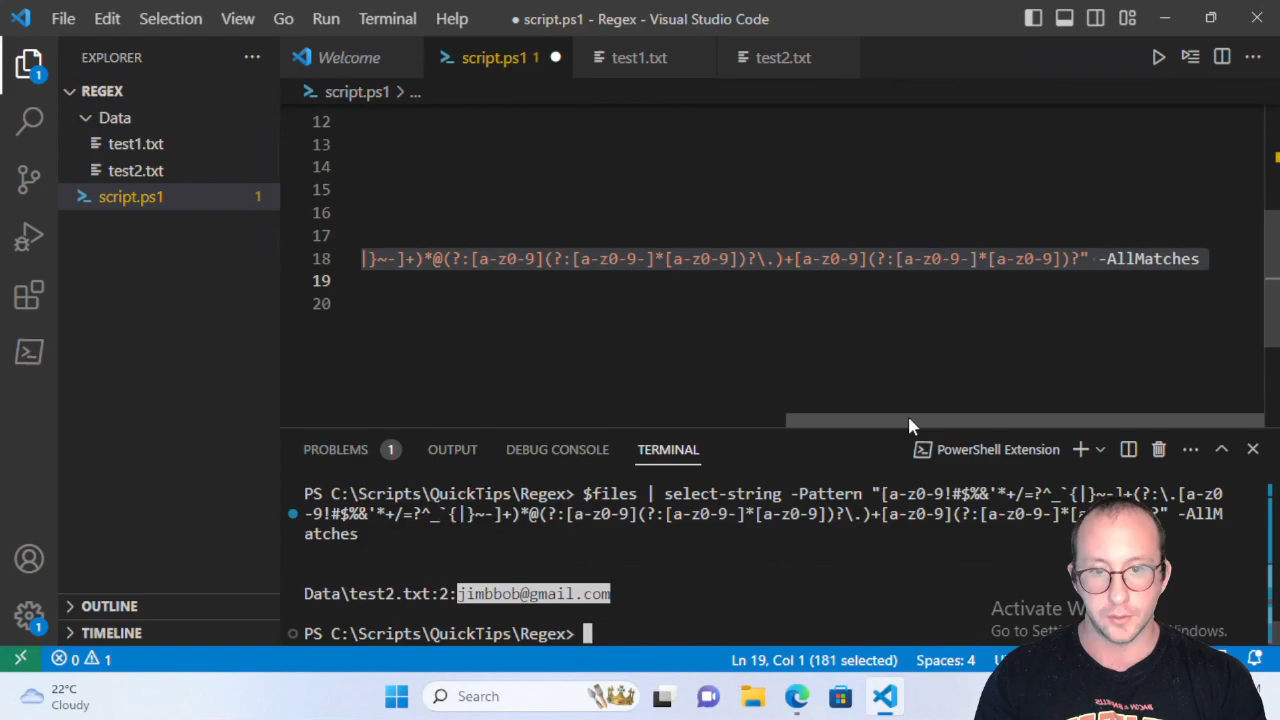 File Edit Selection View Go Run Terminal Help
● script.ps1 - Regex - Visual Studio Code
EXPLORER
Welcome
script.ps1 1
test1.txt
test2.txt
REGEX
script.ps1 > ...
Data
test1.txt
test2.txt
script.ps1 1
12
13
14
15
16
17
18 |}~-]+)*@(?:[a-z0-9](?:[a-z0-9-]*[a-z0-9])?\.)+[a-z0-9](?:[a-z0-9-]*[a-z0-9])?" -AllMatches
19
20
PROBLEMS 1 OUTPUT DEBUG CONSOLE TERMINAL
PowerShell Extension
PS C:\Scripts\QuickTips\Regex> $files | select-string -Pattern "[a-z0-9!#$%&'*+/=?^_`{|}~-]+(?:\.[a-z0
-9!#$%&'*+/=?^_`{|}~-]+)*@(?:[a-z0-9](?:[a-z0-9-]*[a-z0-9])?\.)+[a-z0-9](?:[a-z0-9-]*[a-z0-9])?" -AllM
atches
Data\test2.txt:2:jimbbob@gmail.com
PS C:\Scripts\QuickTips\Regex>
OUTLINE
TIMELINE
1
1
Activate
Go to
Windows.
0 1
Ln 19, Col 1 (181 selected)
Spaces: 4
22°C
Cloudy
Search